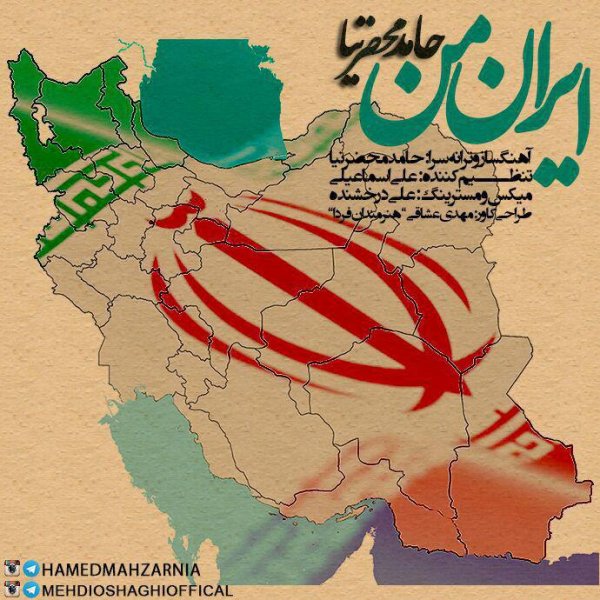 ایران من
حامد محضرنیا
آهنگساز و ترانه سرا: حامد محضرنیا
تنظیم کننده: علی اسماعیلی
میکس و مسترینگ: علی درخشنده
طراحی کاور: مهدی عشاقی "هنرمندان فردا"
HAMEDMAHZARNIA
MEHDIOSHAGHIOFFICAL